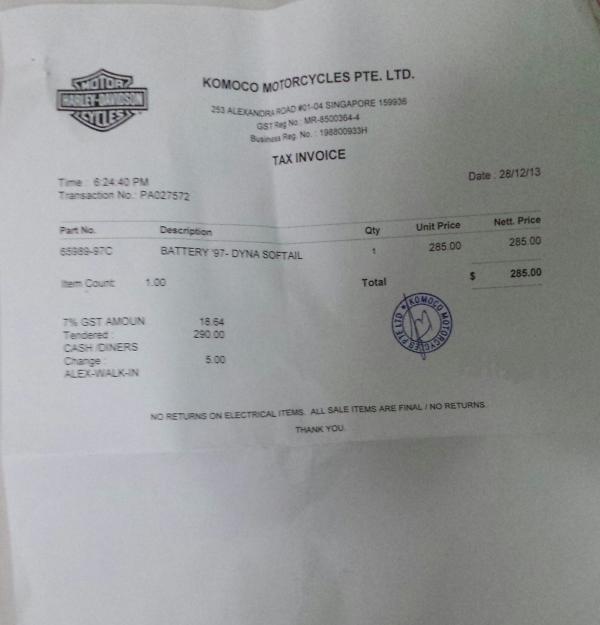 MOTOR
HARLEY-DAVIDSON
CYCLES
KOMOCO MOTORCYCLES PTE. LTD.
253 ALEXANDRA ROAD #01-04 SINGAPORE 159936
GST Reg No : MR-8500364-4
Business Reg. No. : 198800933H
TAX INVOICE
Time : 6:24:40 PM
Date : 28/12/13
Transaction No.: PA027572
Part No. Description Qty Unit Price Nett. Price
65989-97C BATTERY '97- DYNA SOFTAIL 1 285.00 285.00
Item Count: 1.00 Total $ 285.00
7% GST AMOUN 18.64
Tendered : 290.00
CASH /DINERS
Change : 5.00
ALEX-WALK-IN
KOMOCO MOTORCYCLES PTE LTD
NO RETURNS ON ELECTRICAL ITEMS. ALL SALE ITEMS ARE FINAL / NO RETURNS.
THANK YOU.